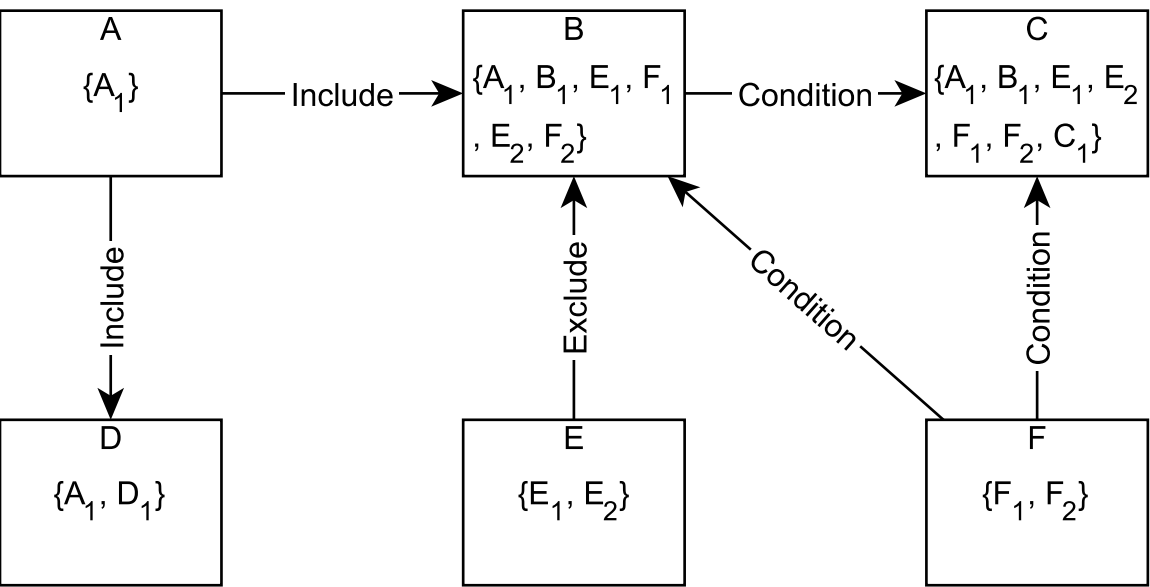 A
{A₁}
Include
B
{A₁, B₁, E₁, F₁
, E₂, F₂}
Condition
C
{A₁, B₁, E₁, E₂
, F₁, F₂, C₁}
Include
Exclude
Condition
Condition
D
{A₁, D₁}
E
{E₁, E₂}
F
{F₁, F₂}